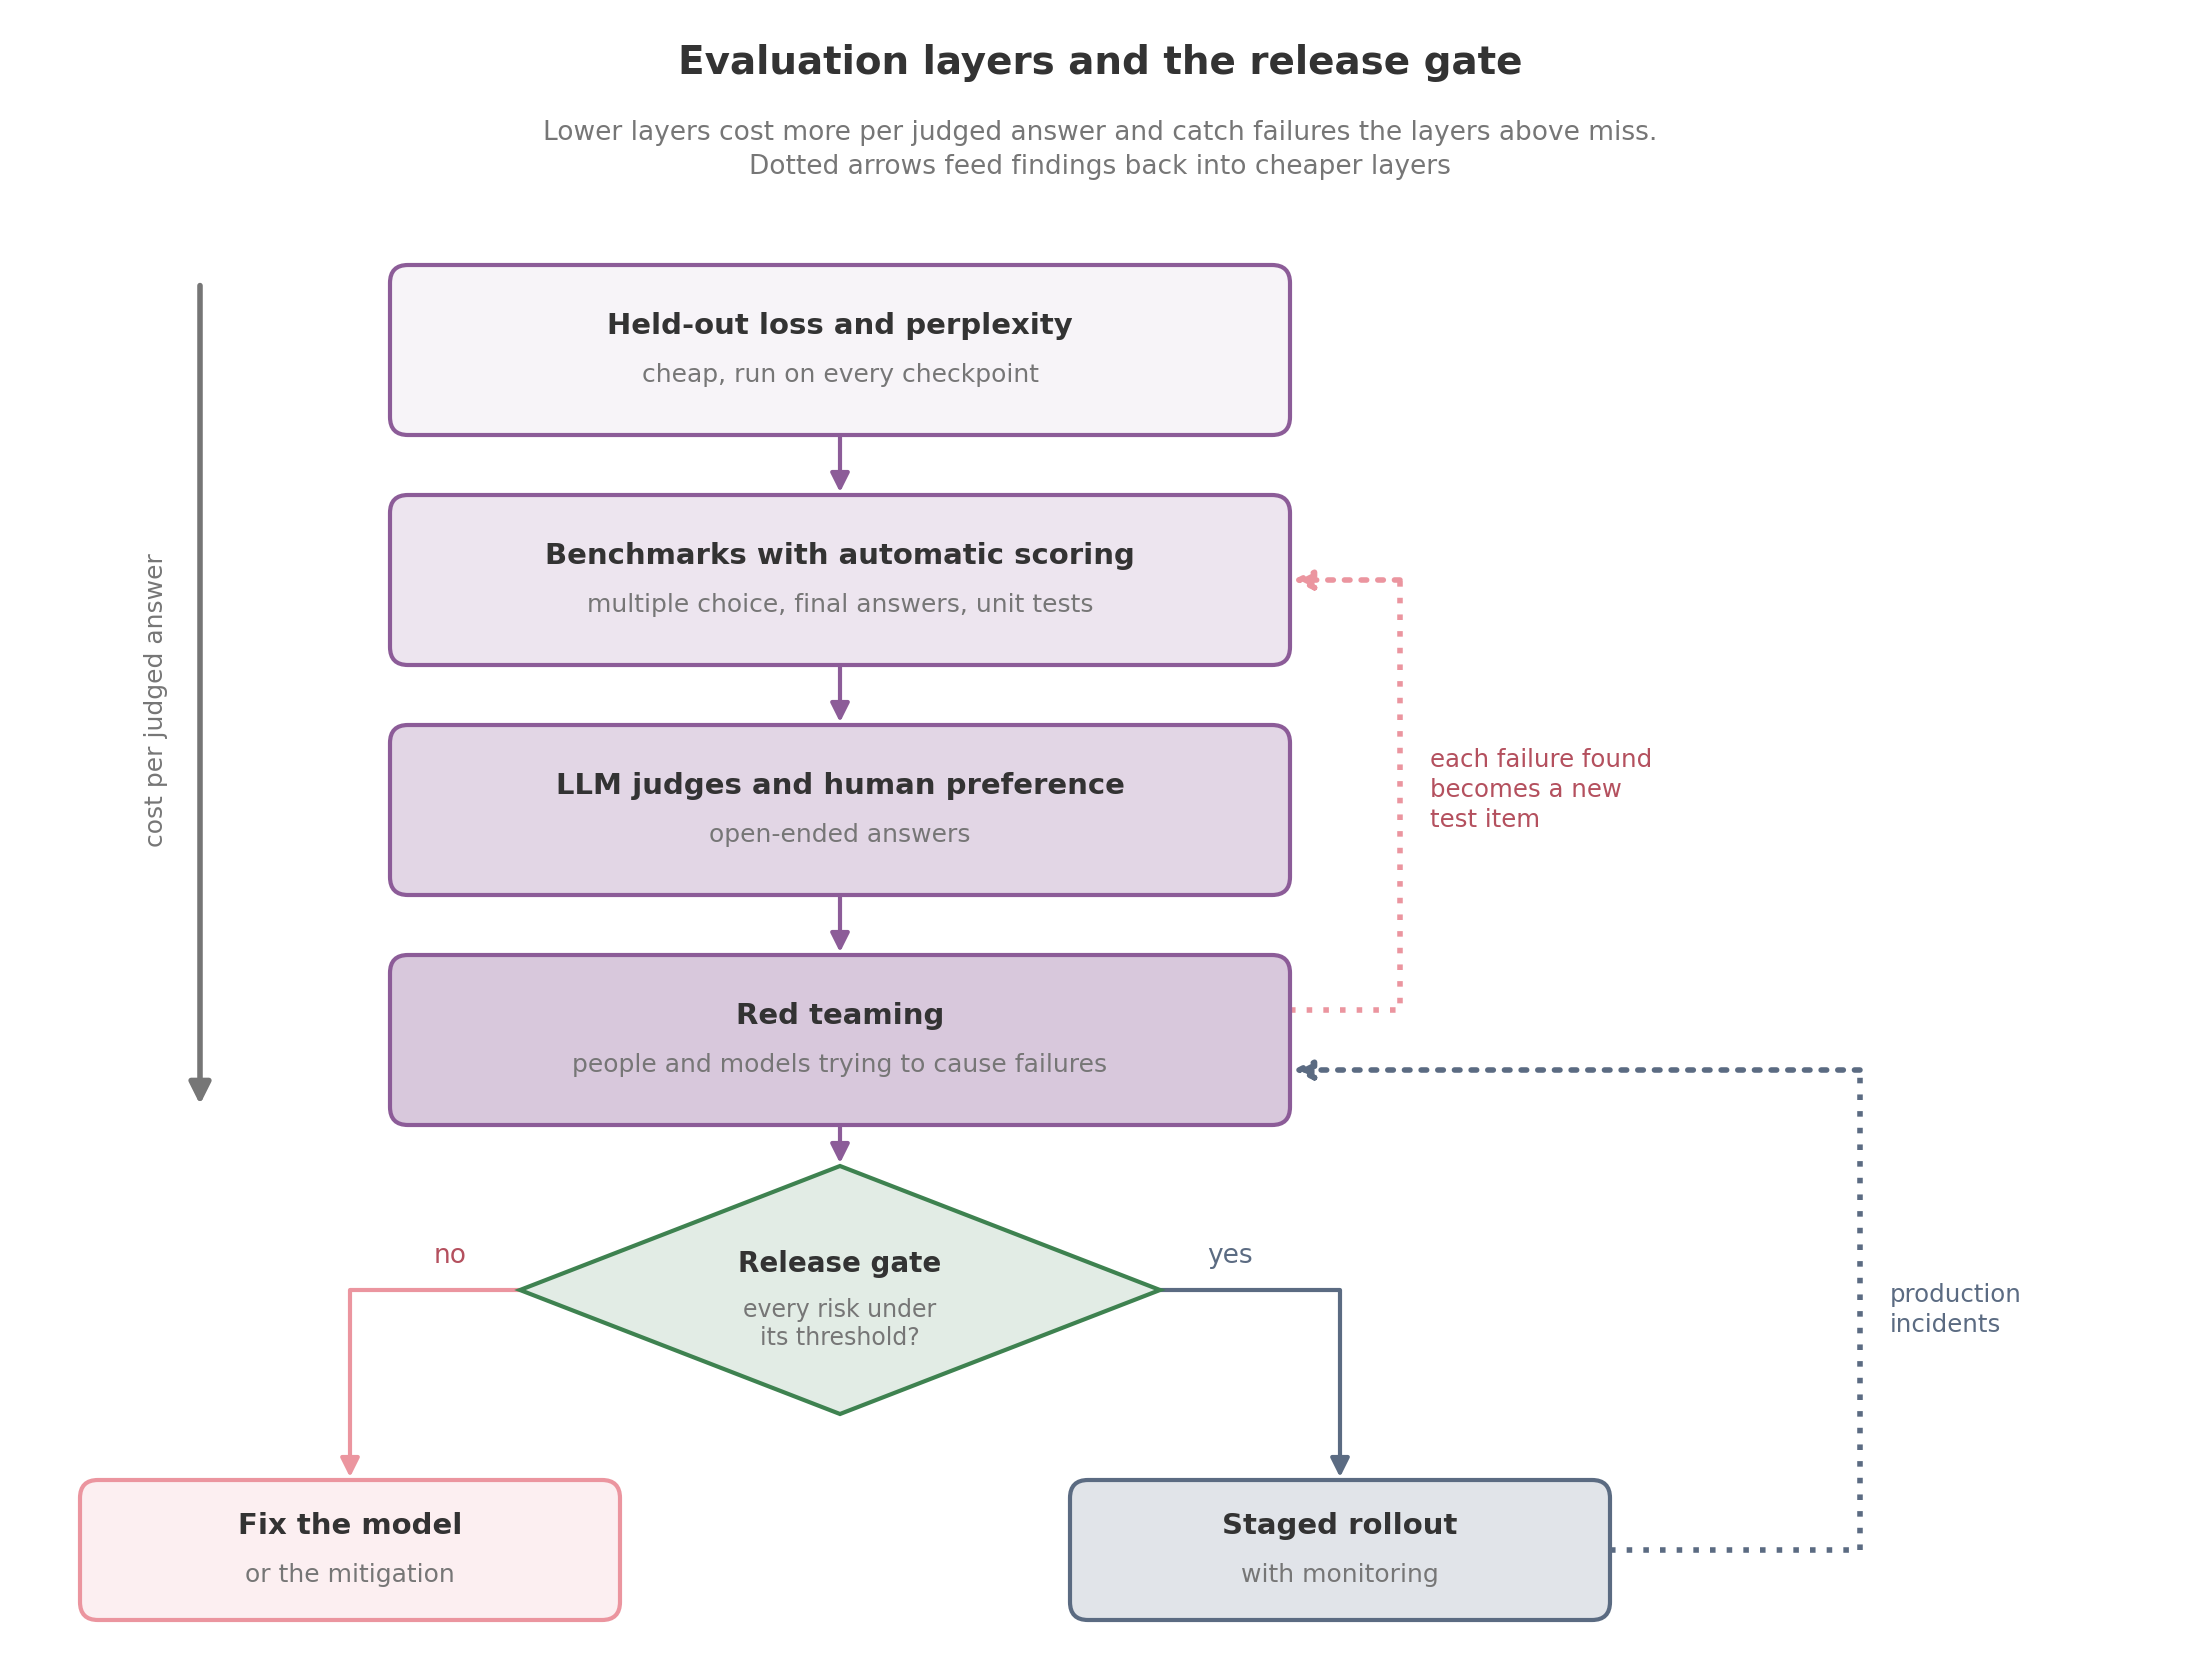 Evaluation layers and the release gate
Lower layers cost more per judged answer and catch failures the layers above miss.
Dotted arrows feed findings back into cheaper layers
cost per judged answer
Held-out loss and perplexity
cheap, run on every checkpoint
Benchmarks with automatic scoring
multiple choice, final answers, unit tests
LLM judges and human preference
open-ended answers
each failure found
becomes a new
test item
Red teaming
people and models trying to cause failures
no
yes
Release gate
every risk under
its threshold?
production
incidents
Fix the model
or the mitigation
Staged rollout
with monitoring